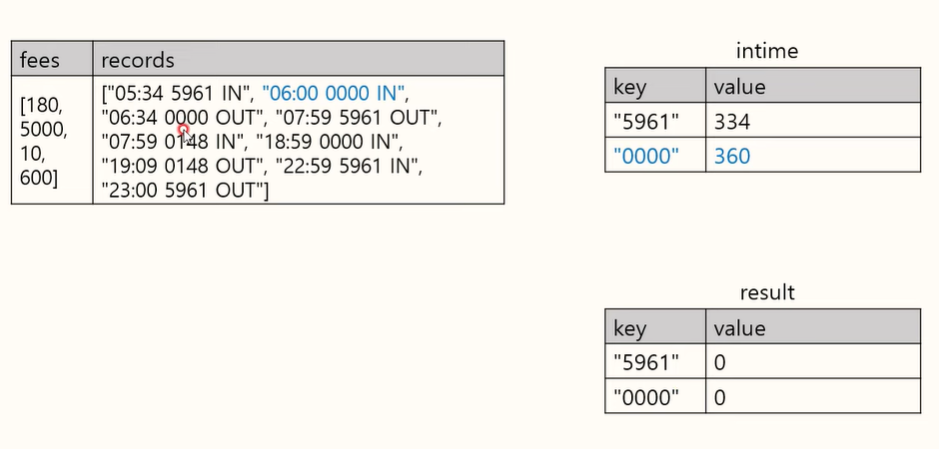 fees records
[180,
5000,
10,
600]
["05:34 5961 IN", "06:00 0000 IN",
"06:34 0000 OUT", "07:59 5961 OUT",
"07:59 0148 IN", "18:59 0000 IN",
"19:09 0148 OUT", "22:59 5961 IN",
"23:00 5961 OUT"]
intime
key value
"5961" 334
"0000" 360
result
key value
"5961" 0
"0000" 0